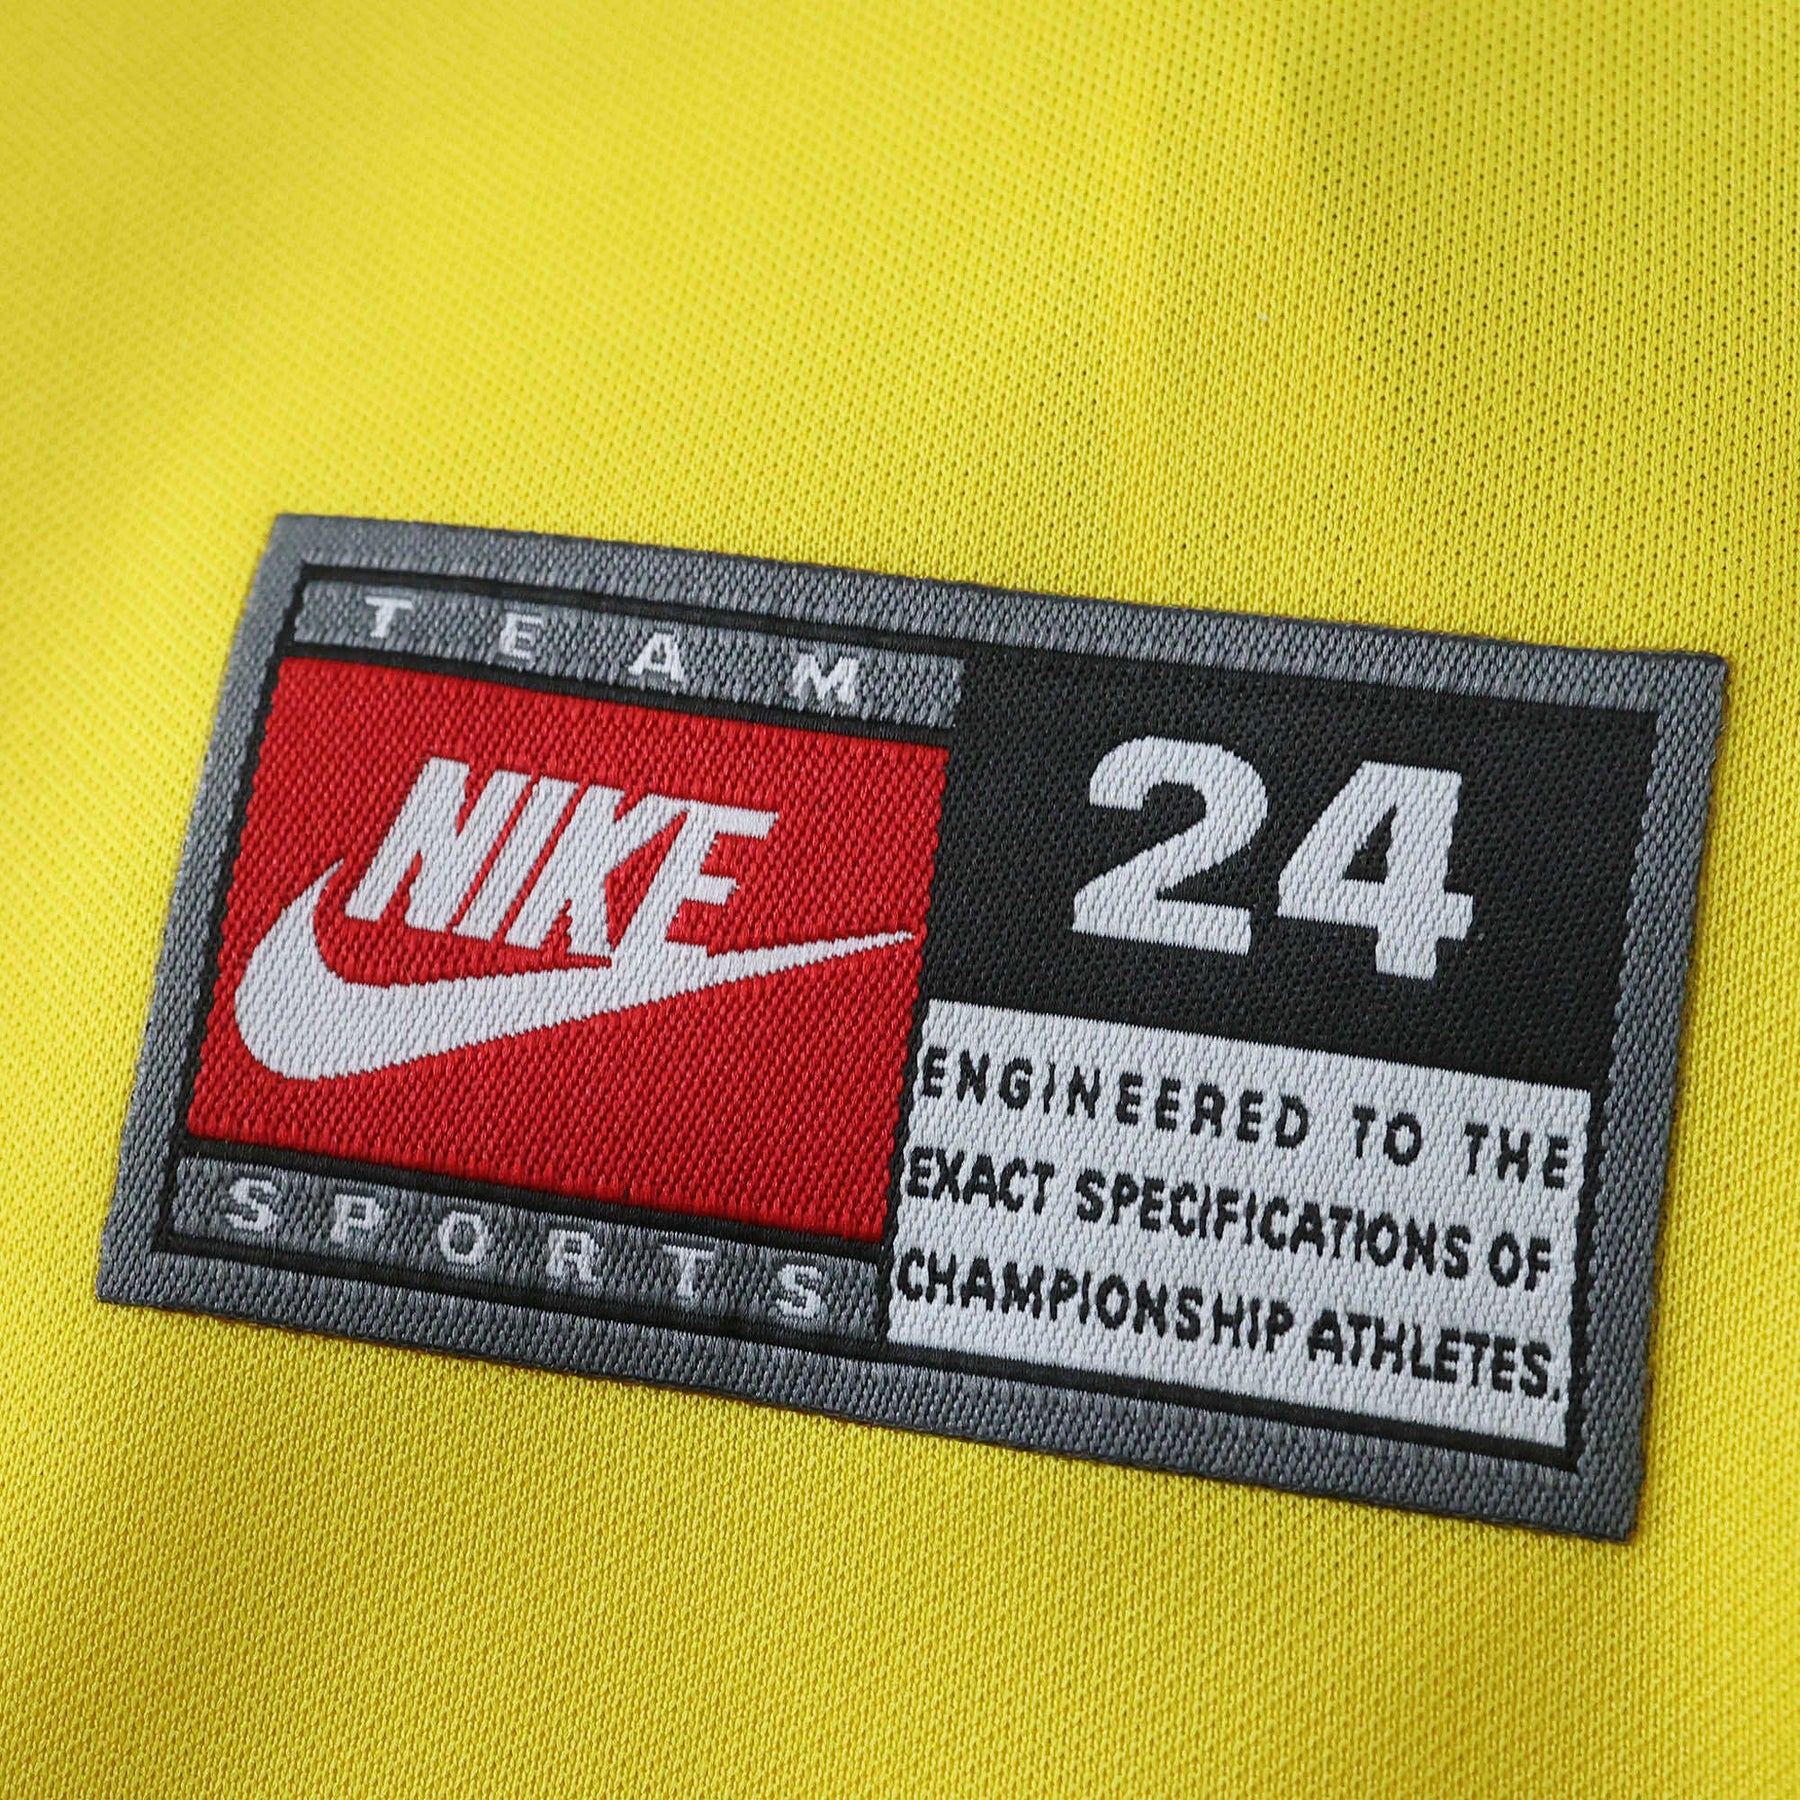 TEAM
NIKE
SPORTS
24
ENGINEERED TO THE
EXACT SPECIFICATIONS OF
CHAMPIONSHIP ATHLETES.